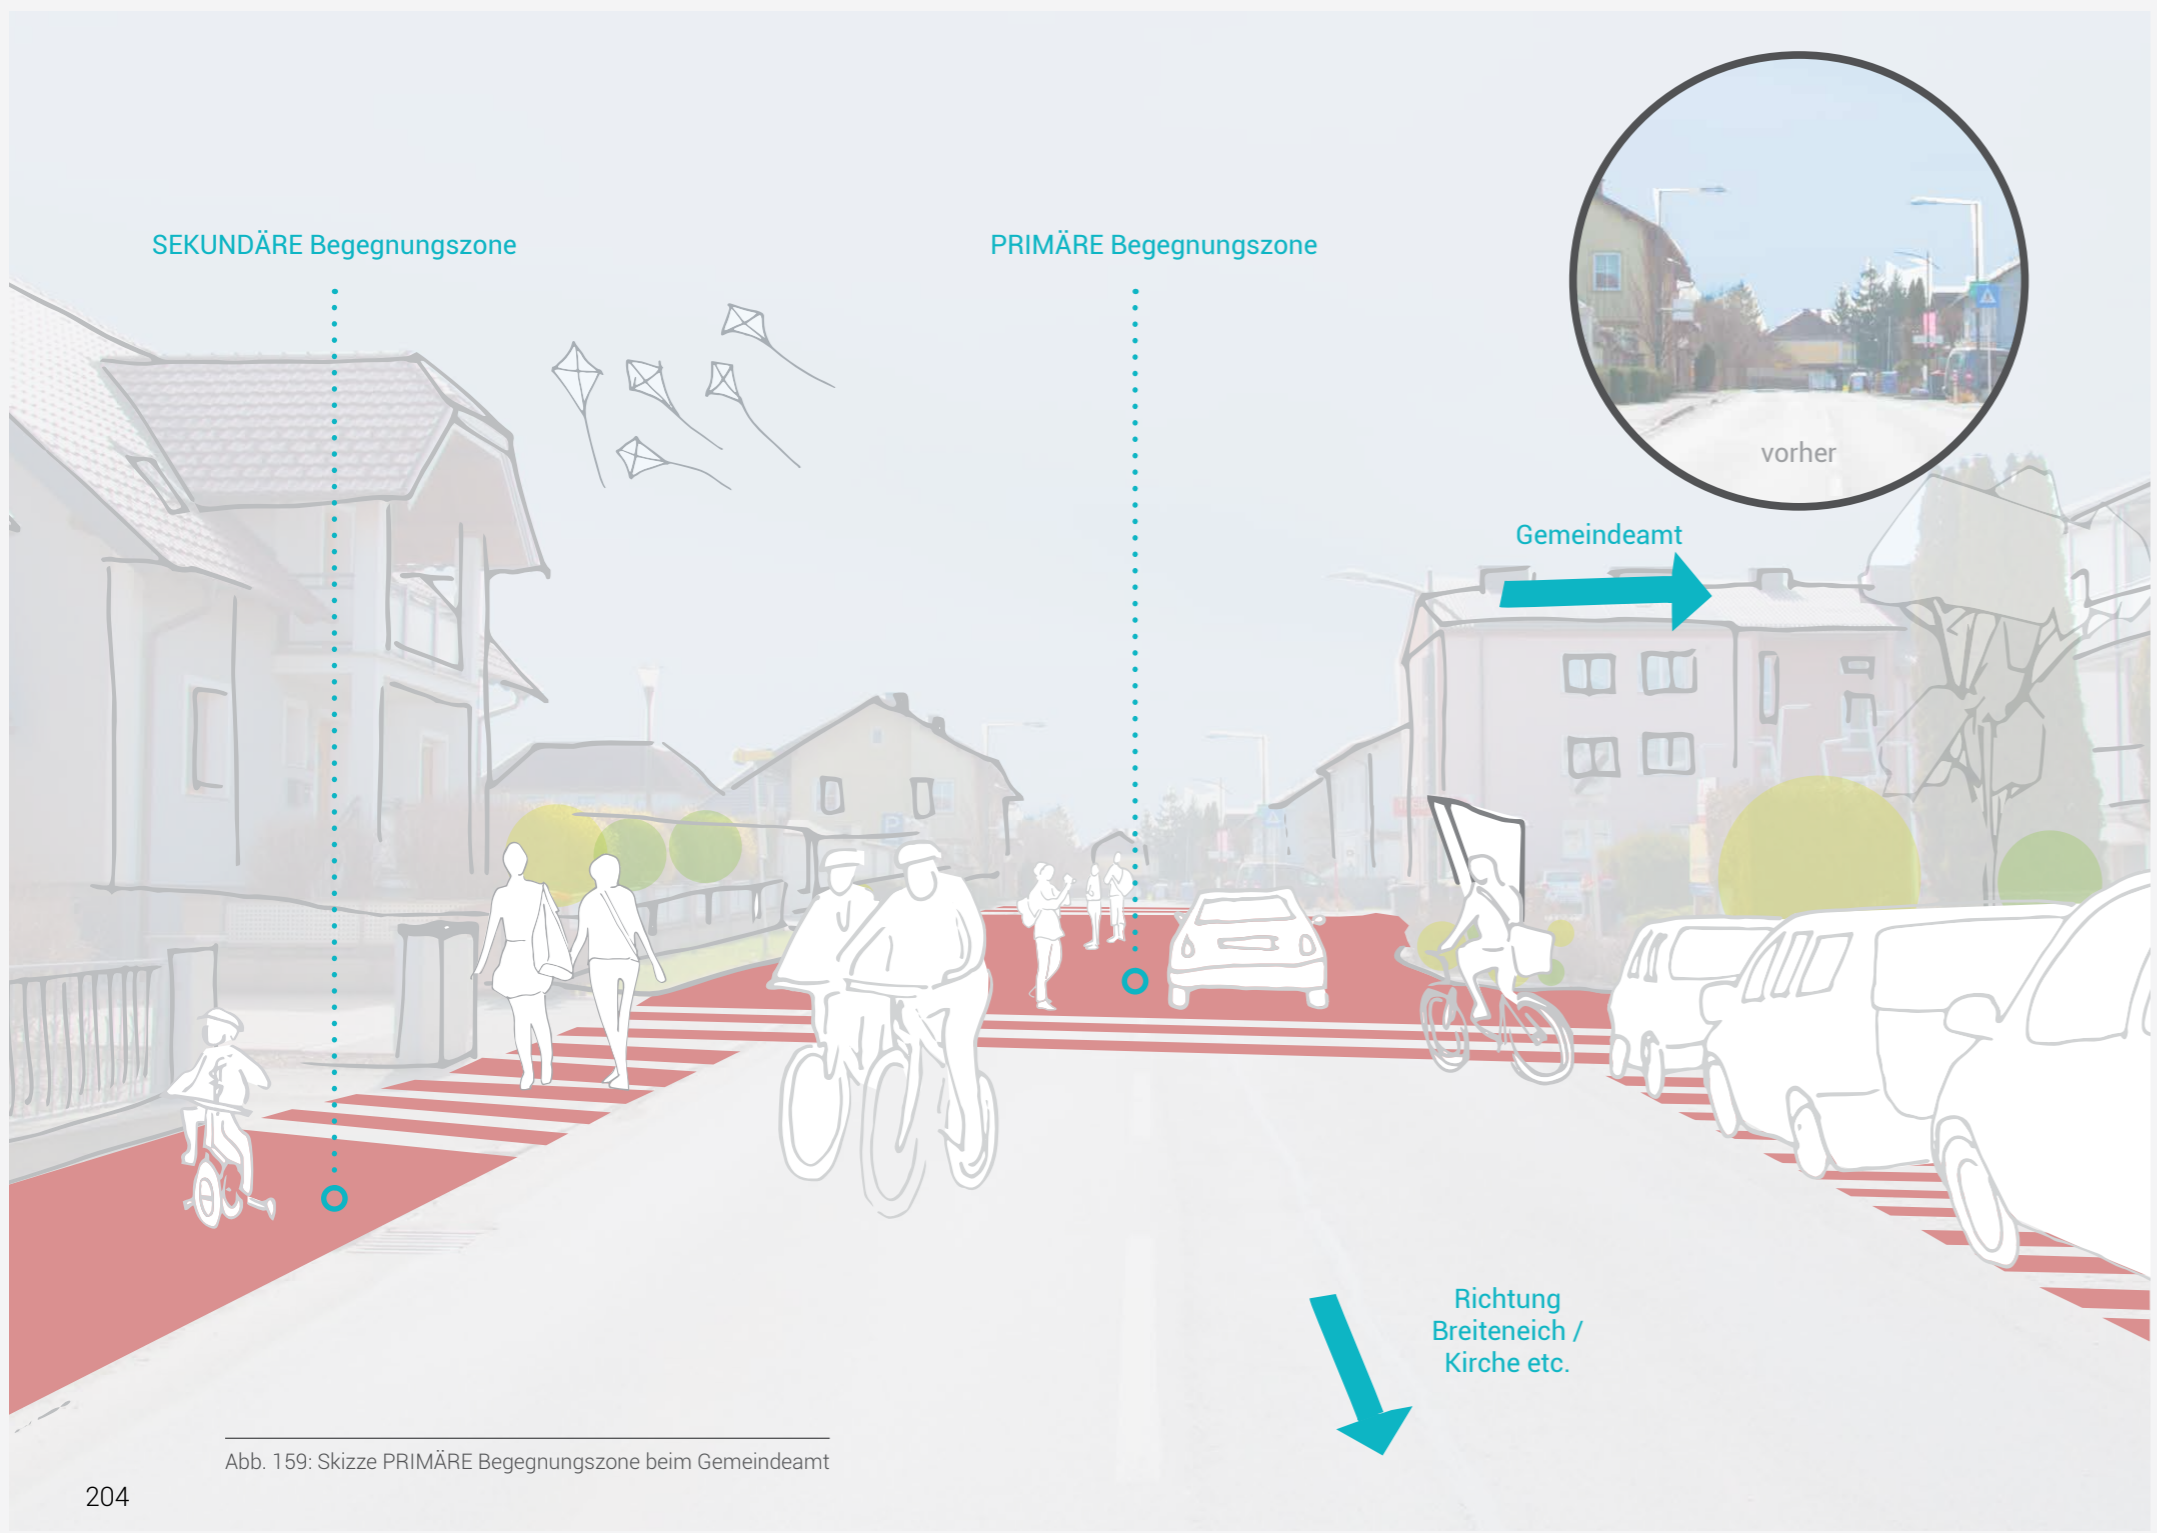 SEKUNDÄRE Begegnungszone
PRIMÄRE Begegnungszone
vorher
Gemeindeamt
Richtung
Breiteneich /
Kirche etc.
Abb. 159: Skizze PRIMÄRE Begegnungszone beim Gemeindeamt
204